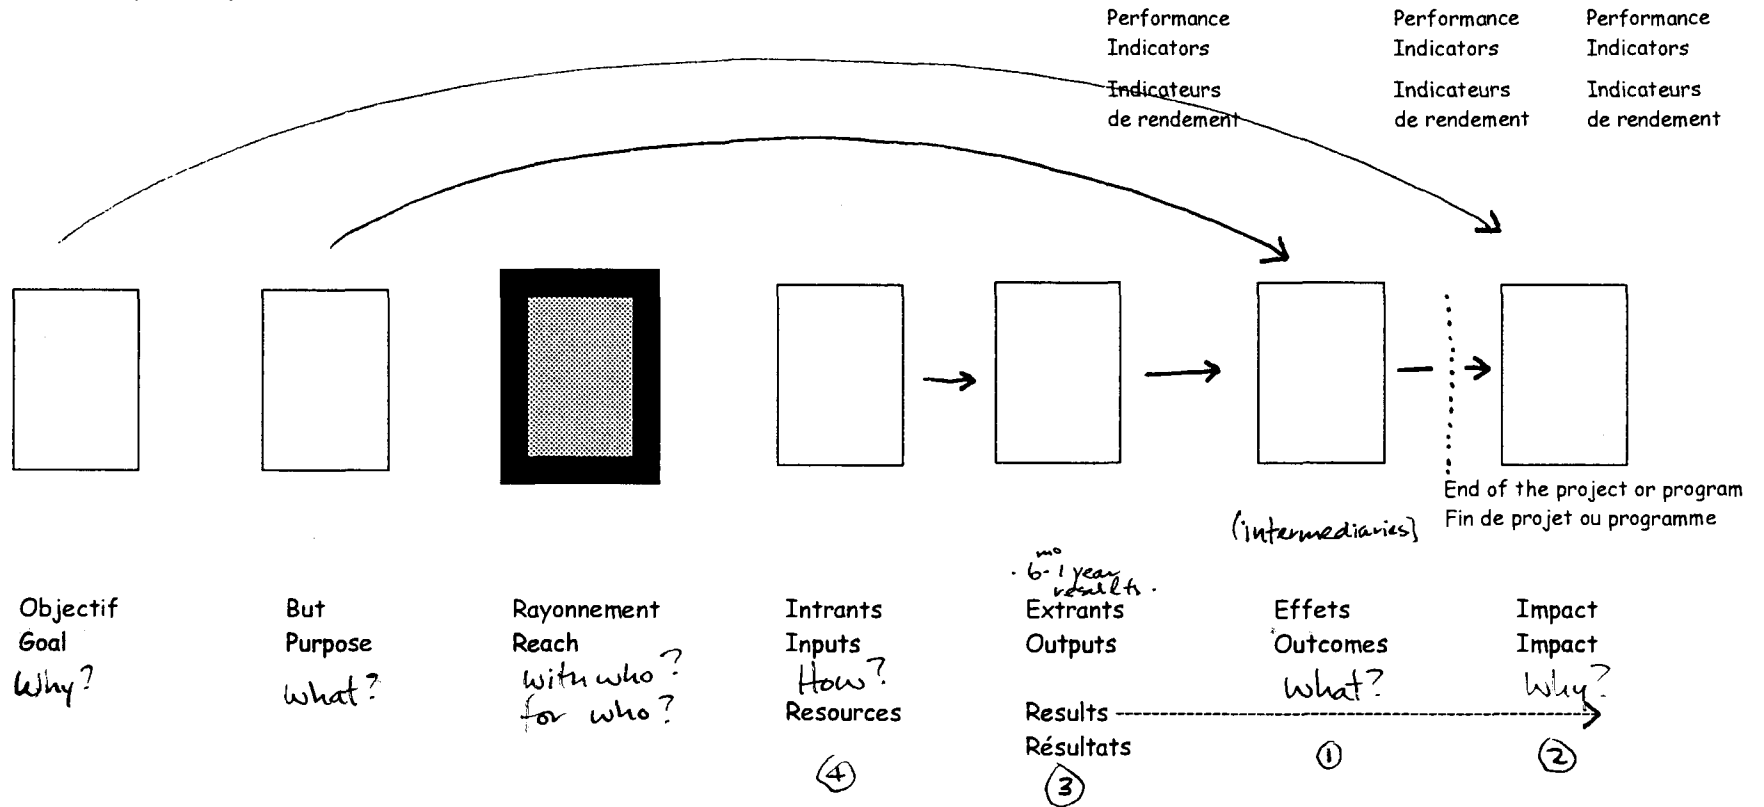 Performance
Indicators
Indicateurs
de rendement
Performance
Indicators
Indicateurs
de rendement
Performance
Indicators
Indicateurs
de rendement
End of the project or program
Fin de projet ou programme
(intermediaries)
. 6 mo - 1 year
results .
Objectif
Goal
Why?
But
Purpose
What?
Rayonnement
Reach
with who?
for who?
Intrants
Inputs
How?
Resources
4
Extrants
Outputs
Results
Résultats
3
Effets
Outcomes
What?
1
Impact
Impact
Why?
2